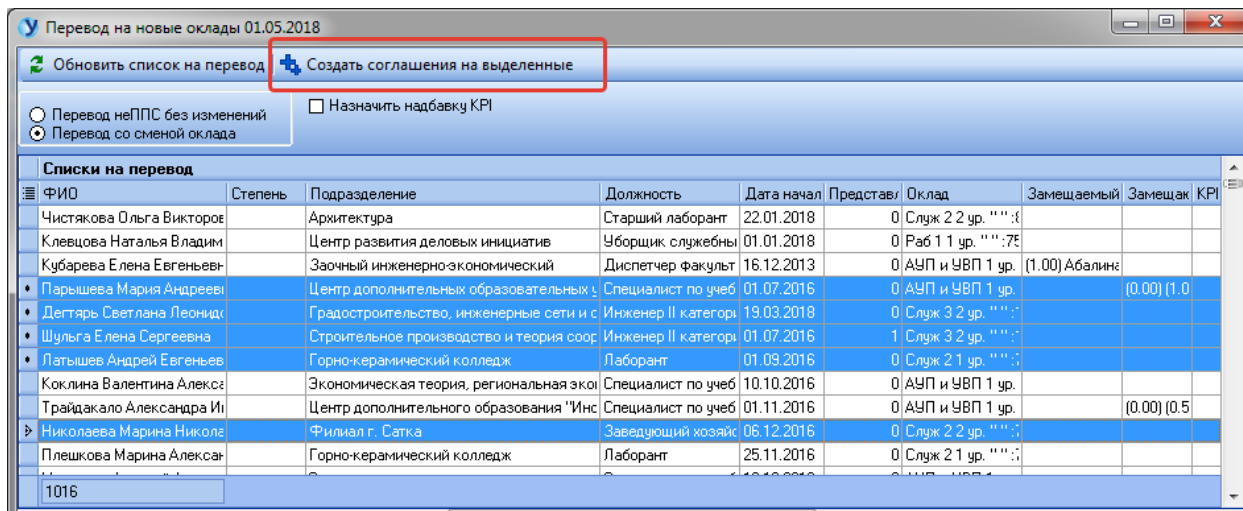 Перевод на новые оклады 01.05.2018
Обновить список на перевод Создать соглашения на выделенные
Перевод неППС без изменений Назначить надбавку KPI
Перевод со сменой оклада
Списки на перевод
ФИО Степень Подразделение Должность Дата начал Представ Оклад Замещаемый Замещак KPI
Чистякова Ольга Викторов Архитектура Старший лаборант 22.01.2018 0 Служ 2 2 ур. " "
Клевцова Наталья Владим Центр развития деловых инициатив Уборщик служебны 01.01.2018 0 Раб 1 1 ур. " ":75
Кубарева Елена Евгеньевн Заочный инженерно-экономический Диспетчер факульт 16.12.2013 0 АУП и УВП 1 ур. (1.00) Абалина
Парышева Мария Андреев Центр дополнительных образовательных у Специалист по учеб 01.07.2016 0 АУП и УВП 1 ур. (0.00) (1.0
Дегтярь Светлана Леонид Градостроительство, инженерные сети и с Инженер II категори 19.03.2018 0 Служ 3 2 ур. " "
Шульга Елена Сергеевна Строительное производство и теория соор Инженер II категори 01.07.2016 1 Служ 3 2 ур. " "
Латышев Андрей Евгеньев Горно-керамический колледж Лаборант 01.09.2016 0 Служ 2 1 ур. " "
Коклина Валентина Алекса Экономическая теория, региональная эко Специалист по учеб 10.10.2016 0 АУП и УВП 1 ур.
Трайдакало Александра И Центр дополнительного образования "Инс Специалист по учеб 01.11.2016 0 АУП и УВП 1 ур. (0.00) (0.5
Николаева Марина Никола Филиал г. Сатка Заведующий хозяйс 06.12.2016 0 Служ 2 2 ур. " "
Плешкова Марина Алексан Горно-керамический колледж Лаборант 25.11.2016 0 Служ 2 1 ур. " "
1016